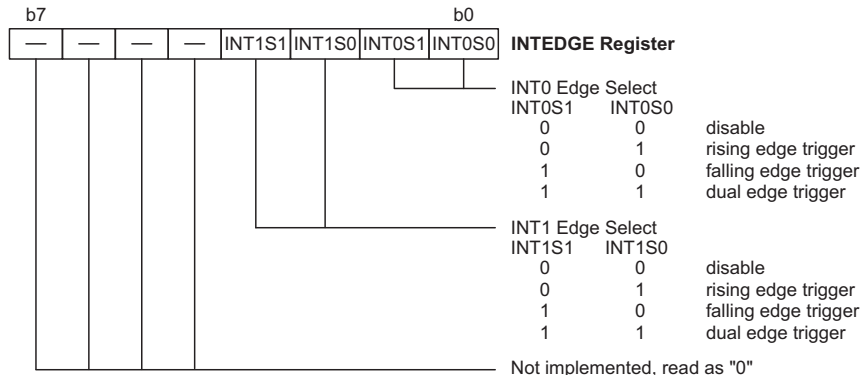 b7 b0
— — — — INT1S1 INT1S0 INT0S1 INT0S0 INTEDGE Register
INT0 Edge Select
INT0S1 INT0S0
0 0 disable
0 1 rising edge trigger
1 0 falling edge trigger
1 1 dual edge trigger
INT1 Edge Select
INT1S1 INT1S0
0 0 disable
0 1 rising edge trigger
1 0 falling edge trigger
1 1 dual edge trigger
Not implemented, read as "0"